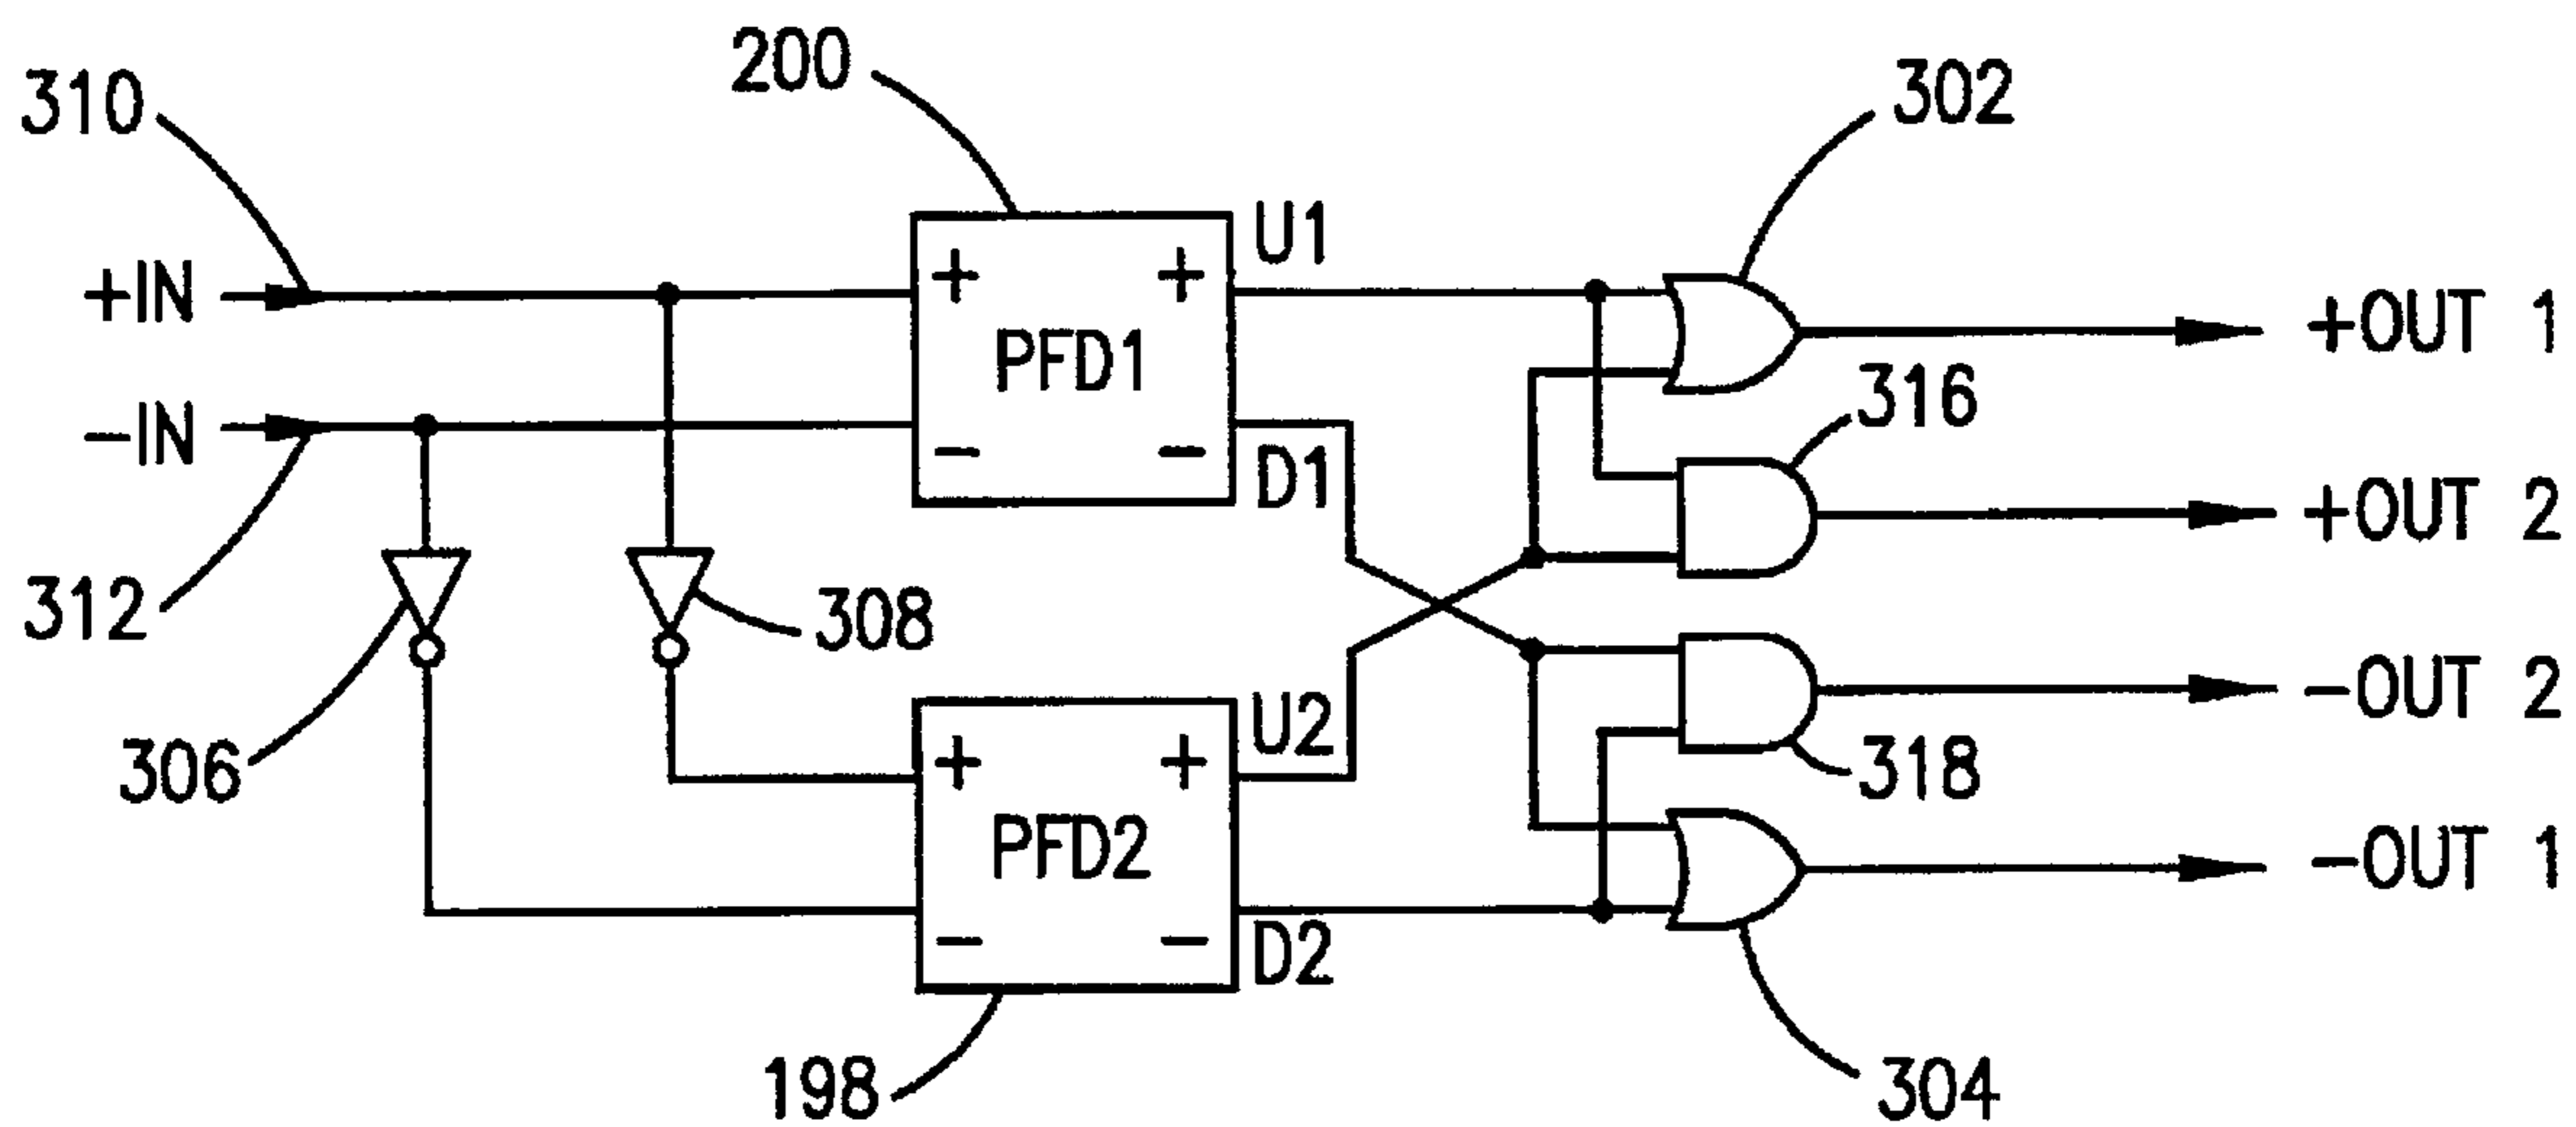 200
302
310
U1
+IN
+ +
+OUT 1
PFD1
316
-IN
- -
D1
+OUT 2
312
308
U2
-OUT 2
306
+ +
318
PFD2
-OUT 1
- -
D2
198
304